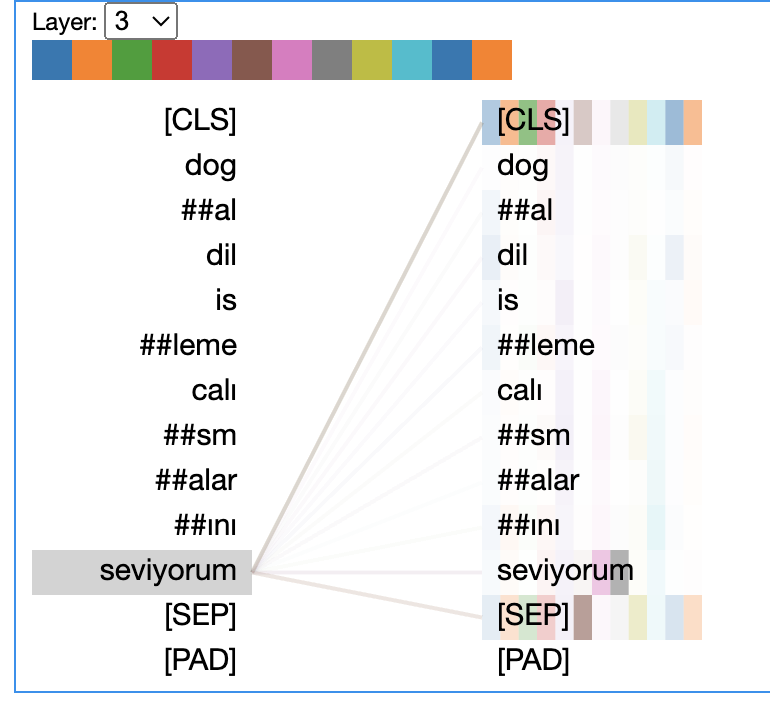 Layer: 3
[CLS] [CLS]
dog dog
##al ##al
dil dil
is is
##leme ##leme
calı calı
##sm ##sm
##alar ##alar
##ını ##ını
seviyorum seviyorum
[SEP] [SEP]
[PAD] [PAD]